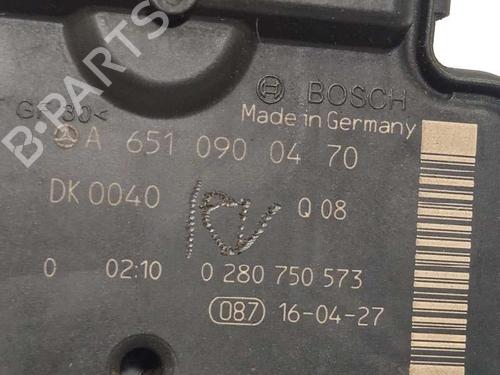 BOSCH
Made in Germany
A 651 090 04 70
DK 0040
Q 08
0 02:10 0 280 750 573
087 16-04-27
B-PARTS